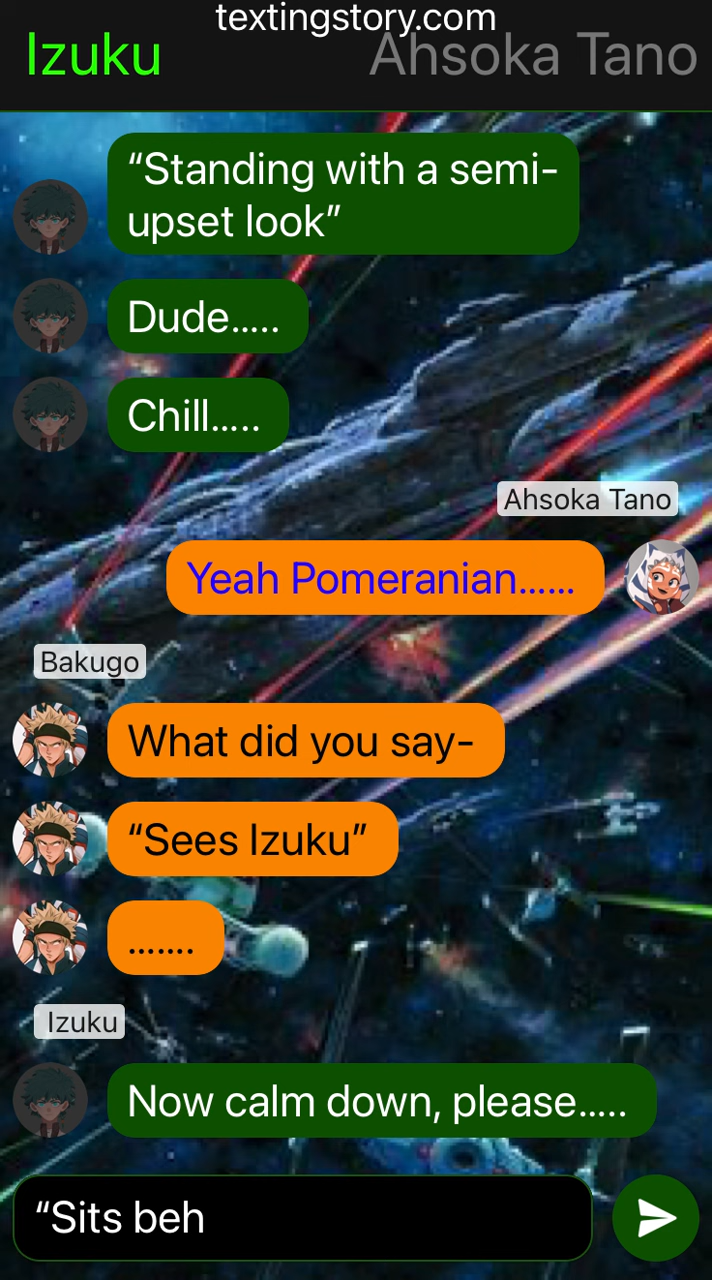 textingstory.com
Izuku
Ahsoka Tano
“Standing with a semi-
upset look”
Dude.....
Chill.....
Ahsoka Tano
Yeah Pomeranian......
Bakugo
What did you say-
“Sees Izuku”
.......
Izuku
Now calm down, please.....
“Sits beh